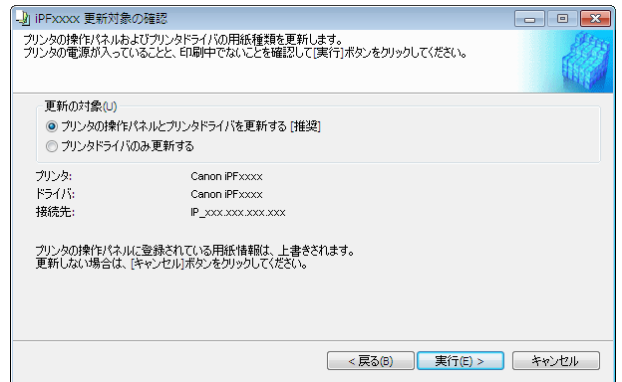 iPFxxxx 更新対象の確認
プリンタの操作パネルおよびプリンタドライバの用紙種類を更新します。
プリンタの電源が入っていることと、印刷中でないことを確認して[実行]ボタンをクリックしてください。
更新の対象(U)
プリンタの操作パネルとプリンタドライバを更新する [推奨]
プリンタドライバのみ更新する
プリンタ: Canon iPFxxxx
ドライバ: Canon iPFxxxx
接続先: IP_xxx.xxx.xxx.xxx
プリンタの操作パネルに登録されている用紙情報は、上書きされます。
更新しない場合は、[キャンセル]ボタンをクリックしてください。
< 戻る(B) 実行(E) > キャンセル